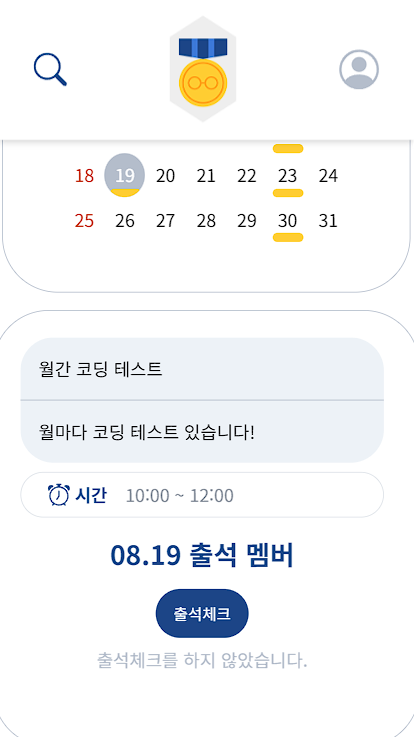 18 19 20 21 22 23 24
25 26 27 28 29 30 31
월간 코딩 테스트
월마다 코딩 테스트 있습니다!
시간 10:00 ~ 12:00
08.19 출석 멤버
출석체크
출석체크를 하지 않았습니다.